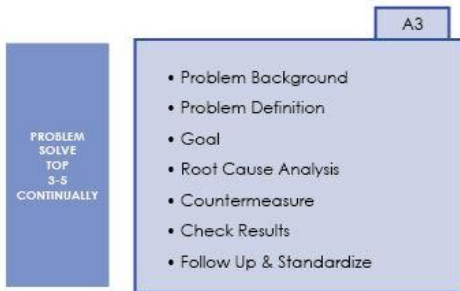 A3
PROBLEM
SOLVE
TOP
3-5
CONTINUALLY
• Problem Background
• Problem Definition
• Goal
• Root Cause Analysis
• Countermeasure
• Check Results
• Follow Up & Standardize